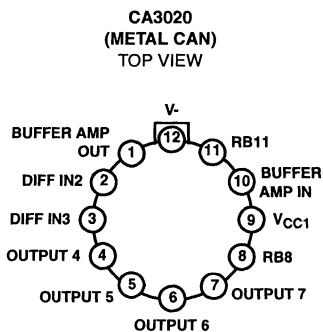 CA3020
(METAL CAN)
TOP VIEW
V-
12
BUFFER AMP
OUT
1
11
RB11
DIFF IN2
2
10
BUFFER
AMP IN
DIFF IN3
3
9
VCC1
OUTPUT 4
4
8
RB8
OUTPUT 5
5
7
OUTPUT 7
6
OUTPUT 6